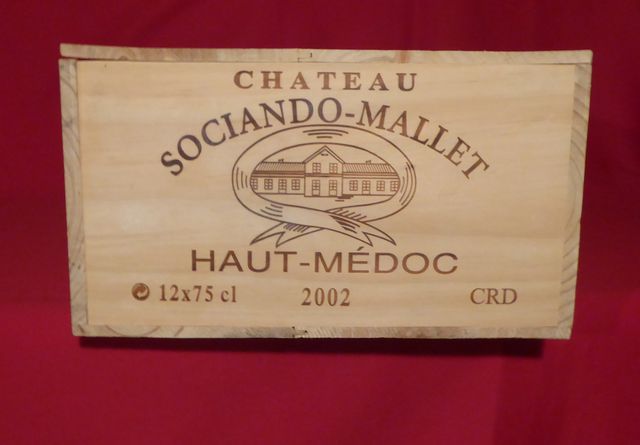 CHATEAU
SOCIANDO-MALLET
HAUT-MÉDOC
12x75 cl 2002 CRD